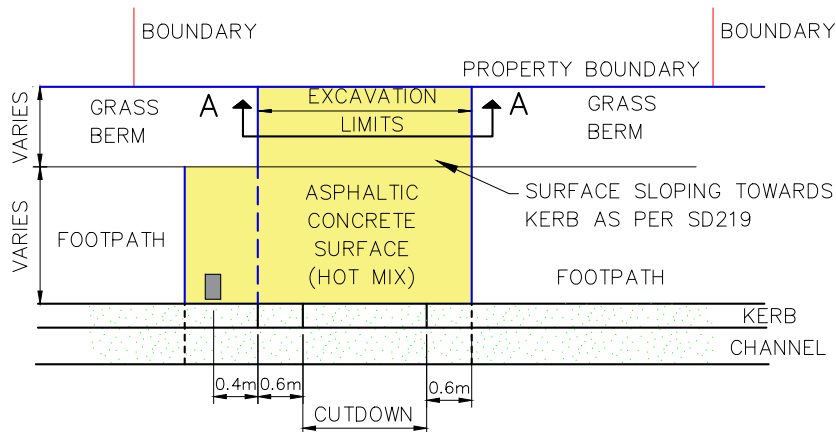 BOUNDARY
BOUNDARY
PROPERTY BOUNDARY
A
EXCAVATION
LIMITS
A
GRASS
BERM
GRASS
BERM
VARIES
SURFACE SLOPING TOWARDS
KERB AS PER SD219
ASPHALTIC
CONCRETE
SURFACE
(HOT MIX)
VARIES
FOOTPATH
FOOTPATH
KERB
CHANNEL
0.4m
0.6m
0.6m
CUTDOWN